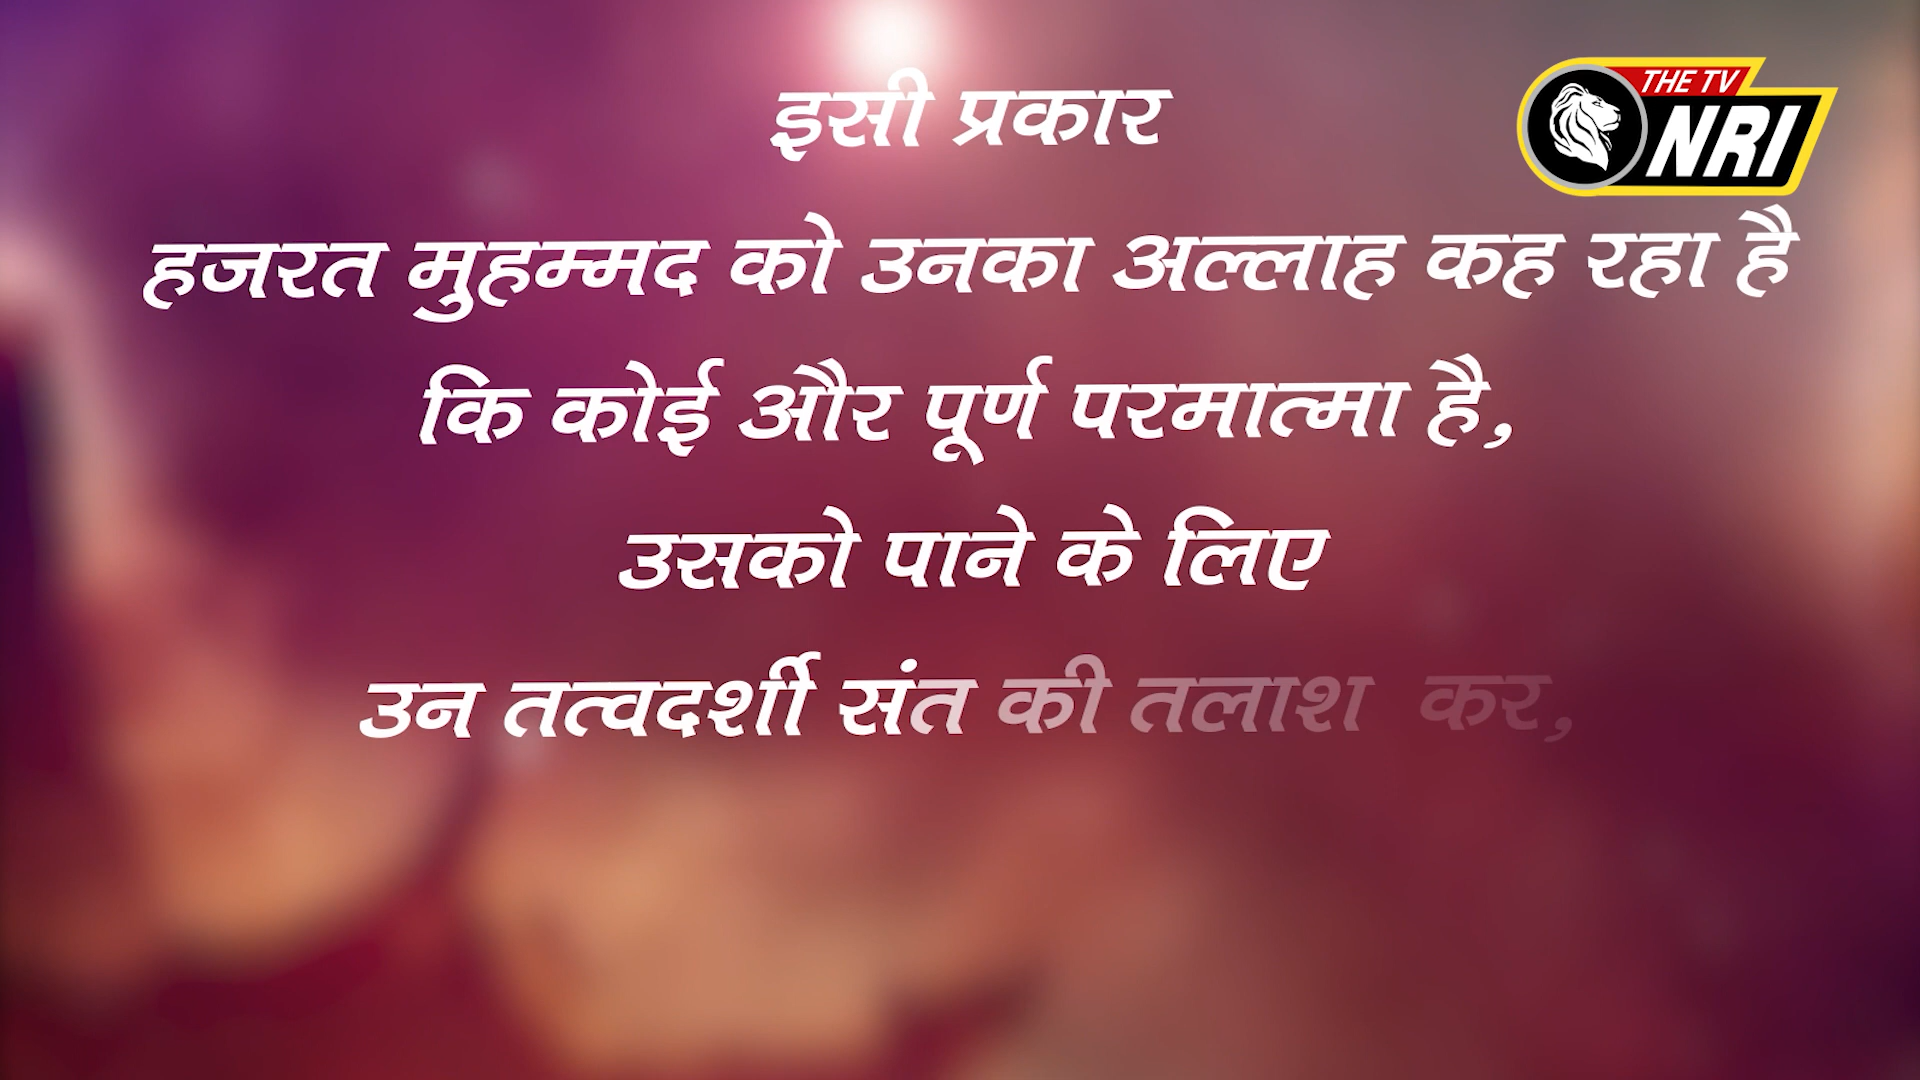 THE TV
NRI
इसी प्रकार
हजरत मुहम्मद को उनका अल्लाह कह रहा है
कि कोई और पूर्ण परमात्मा है,
उसको पाने के लिए
उन तत्वदर्शी संत की तलाश कर,